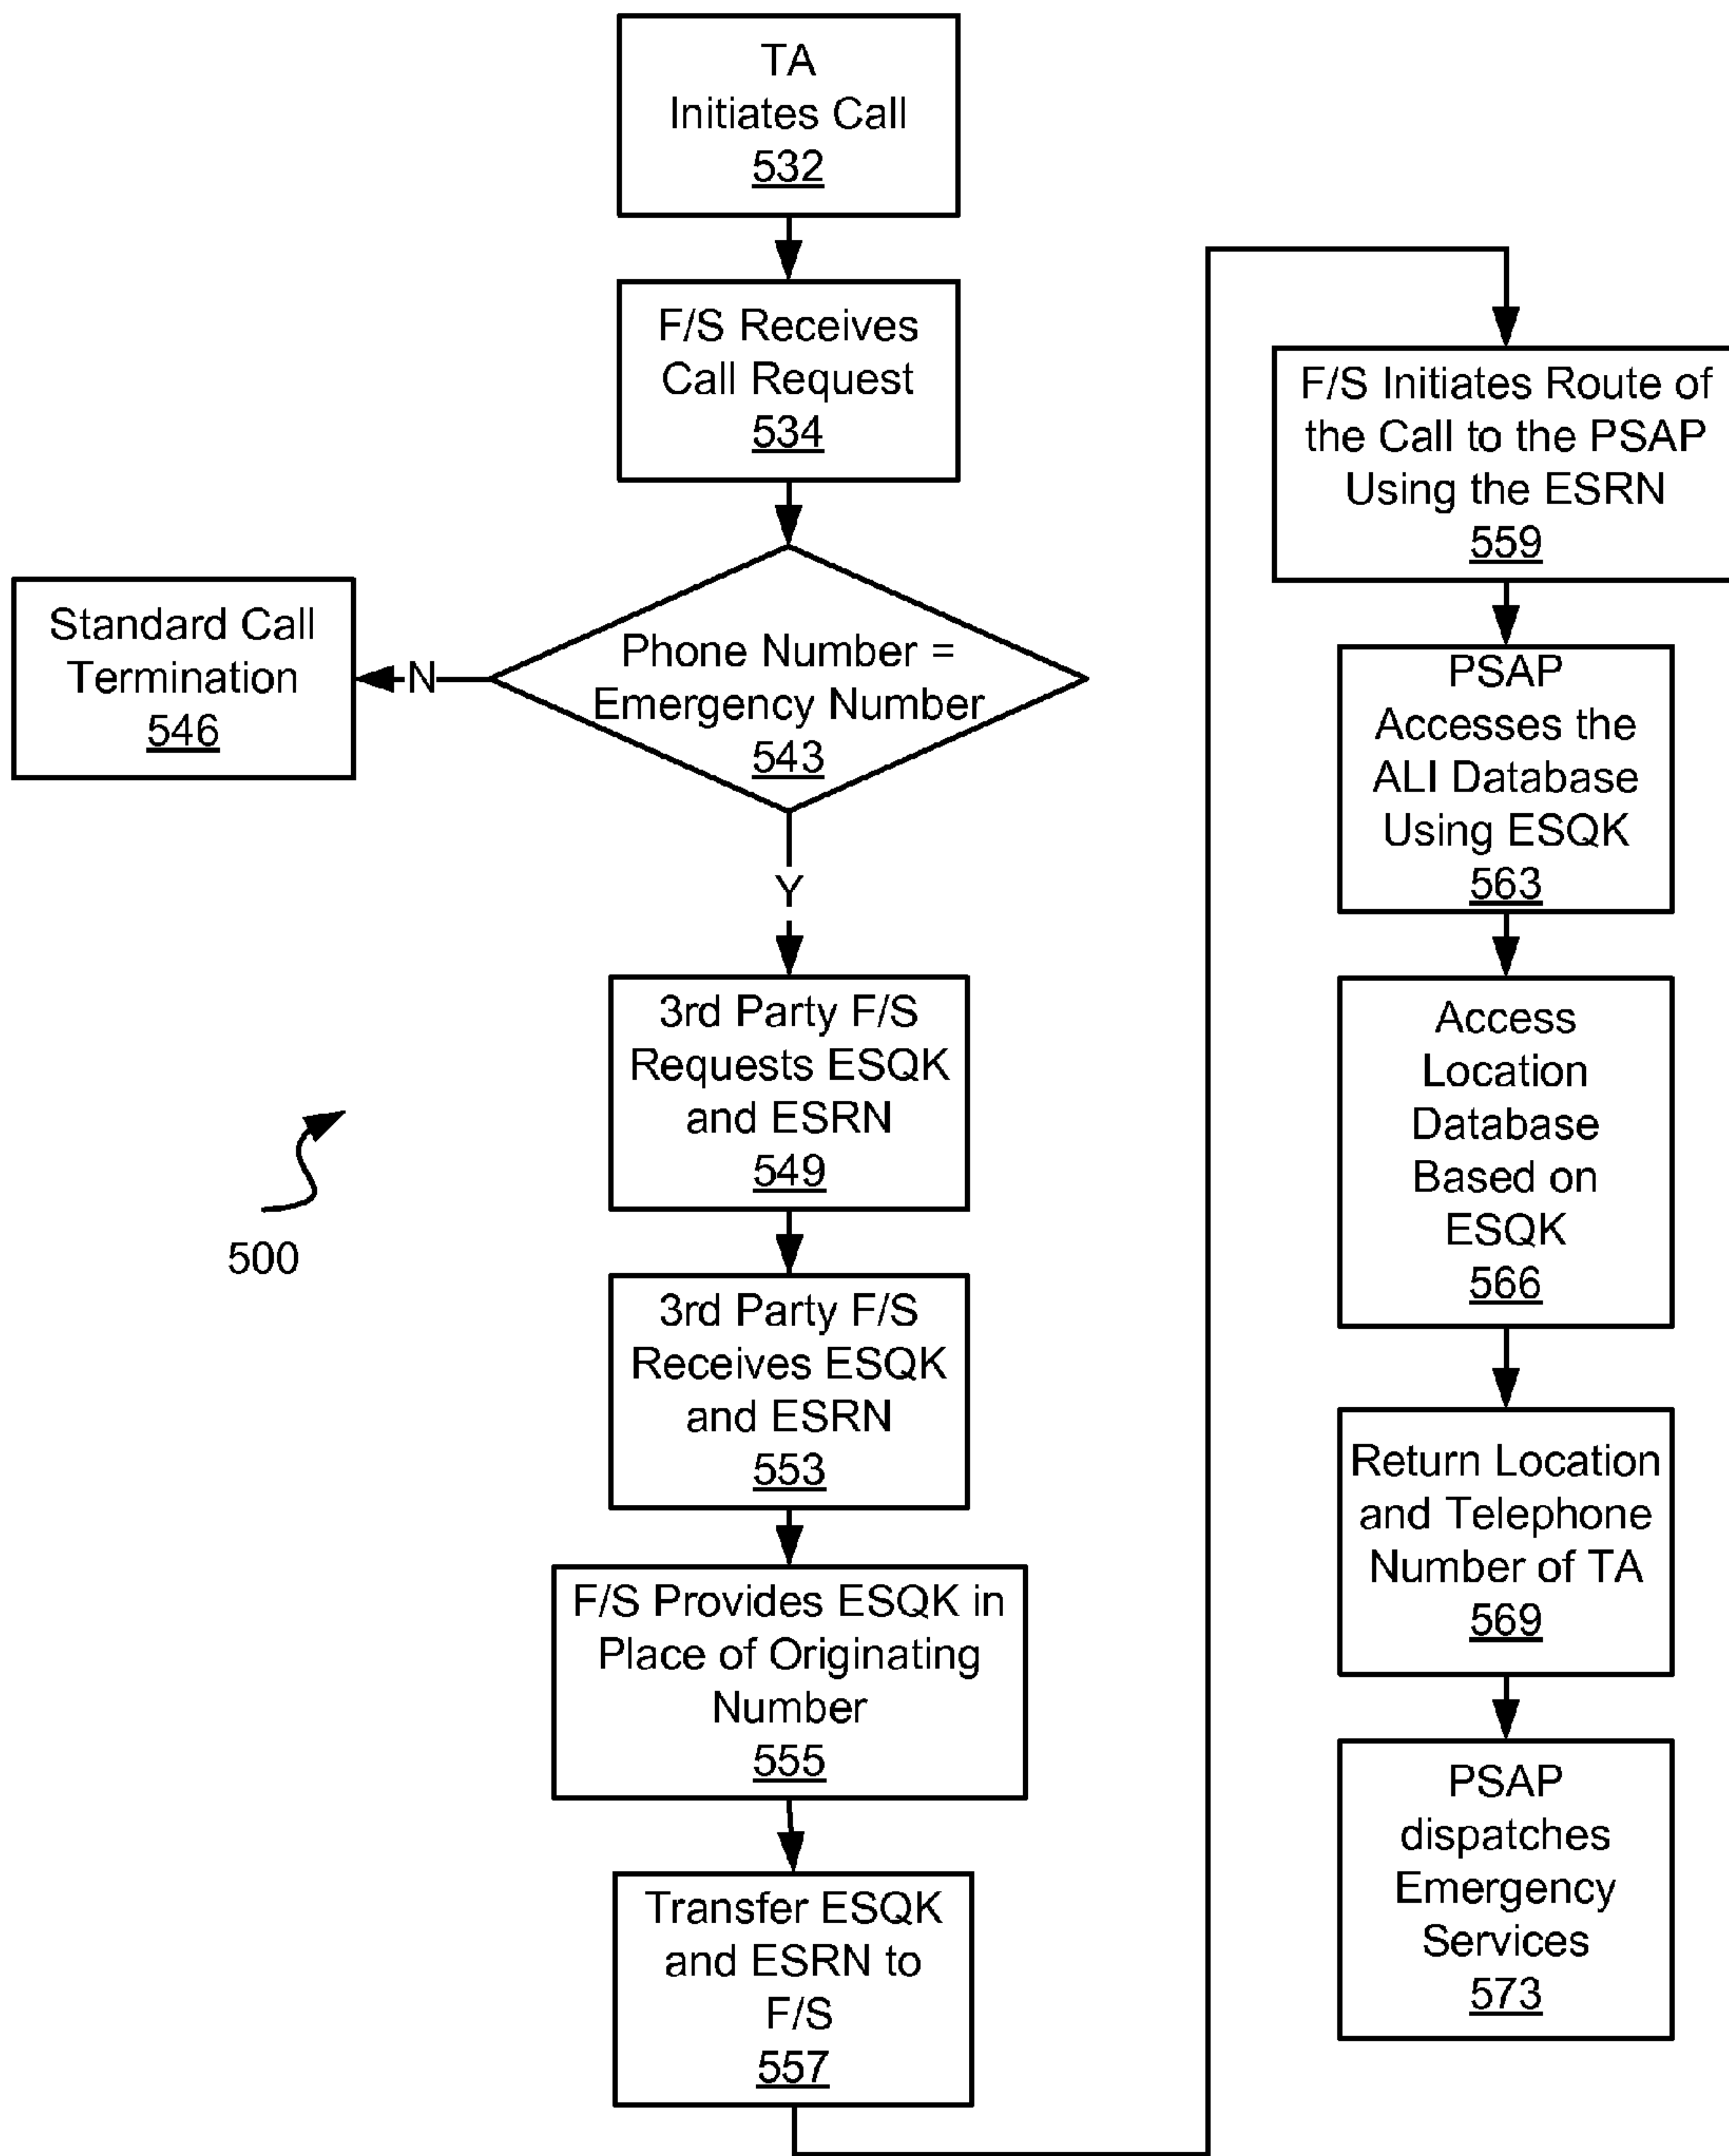 TA
Initiates Call
532
F/S Receives
Call Request
534
Phone Number =
Emergency Number
543
N
Standard Call
Termination
546
Y
3rd Party F/S
Requests ESQK
and ESRN
549
3rd Party F/S
Receives ESQK
and ESRN
553
F/S Provides ESQK in
Place of Originating
Number
555
Transfer ESQK
and ESRN to
F/S
557
500
F/S Initiates Route of
the Call to the PSAP
Using the ESRN
559
PSAP
Accesses the
ALI Database
Using ESQK
563
Access
Location
Database
Based on
ESQK
566
Return Location
and Telephone
Number of TA
569
PSAP
dispatches
Emergency
Services
573